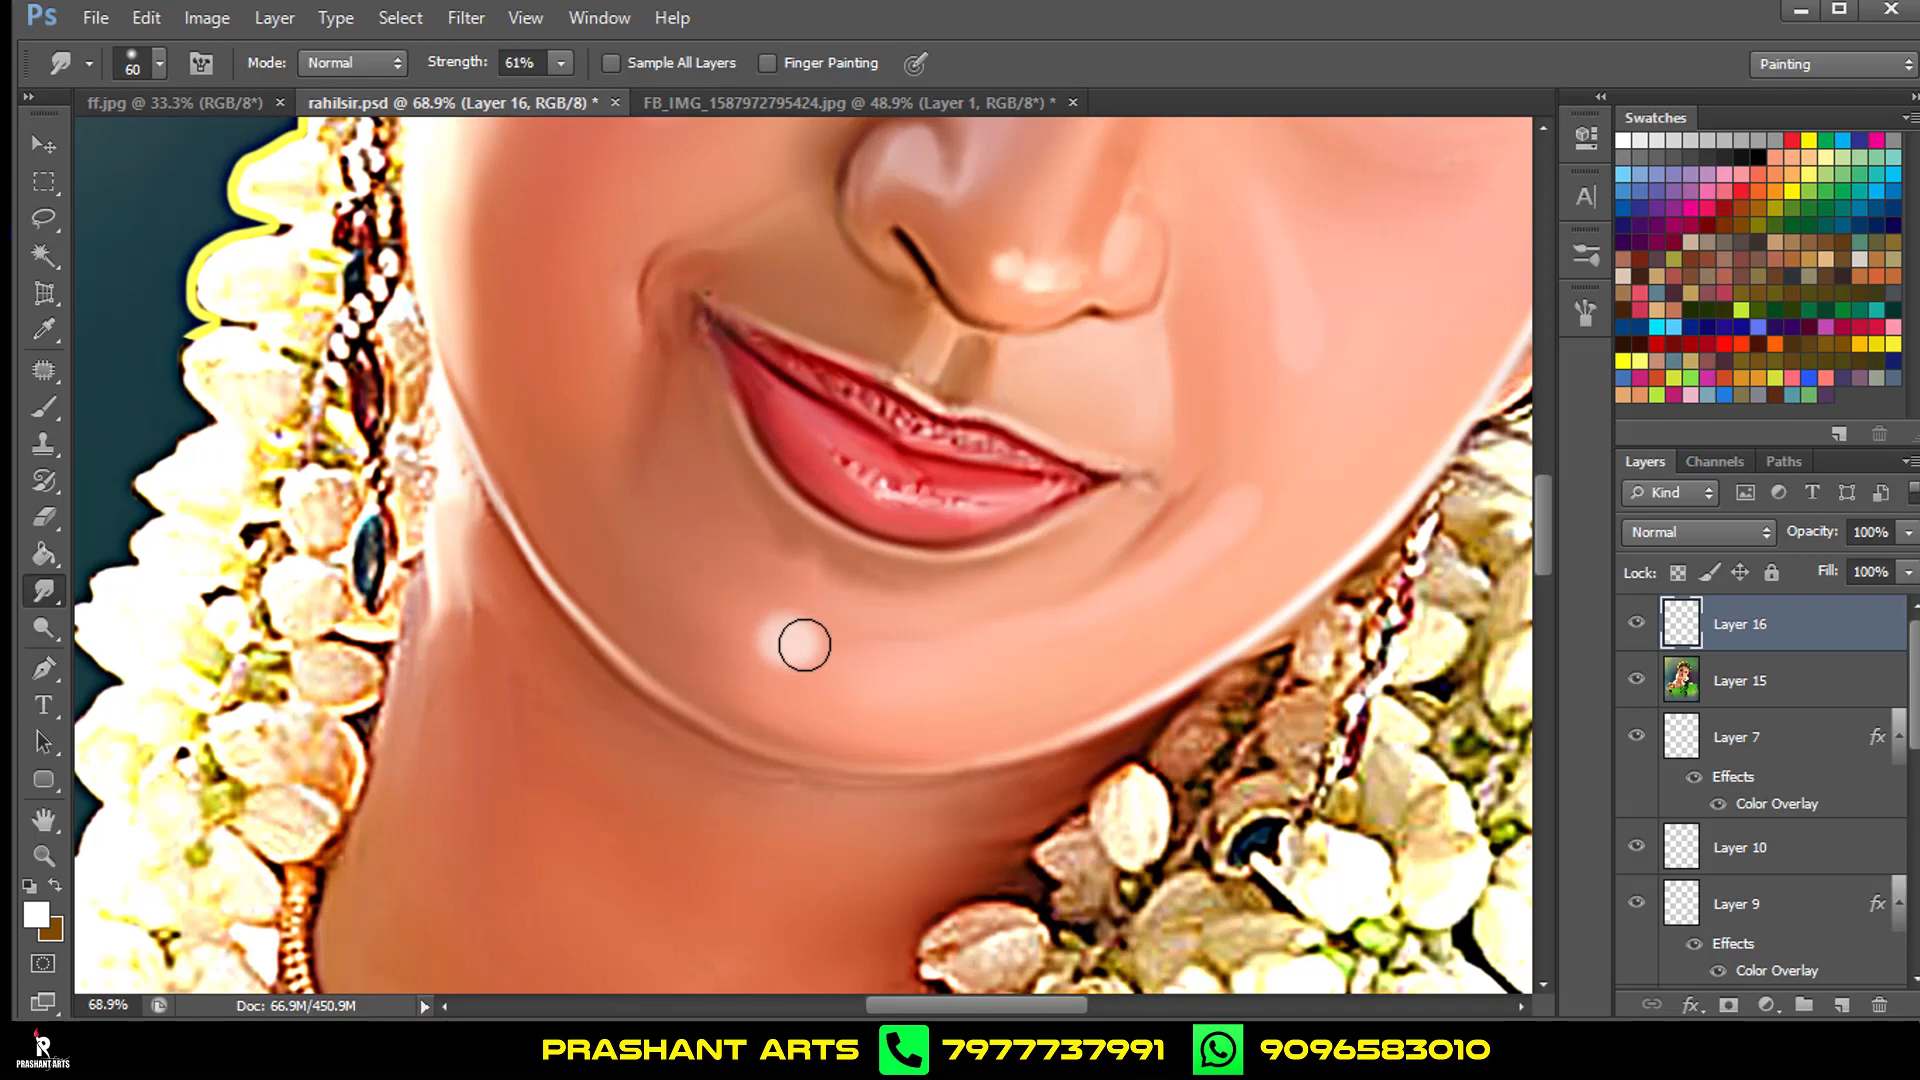 Ps File Edit Image Layer Type Select Filter View Window Help
60 Mode: Normal Strength: 61% Sample All Layers Finger Painting Painting
ff.jpg @ 33.3% (RGB/8*) × rahilsir.psd @ 68.9% (Layer 16, RGB/8) * × FB_IMG_1587972795424.jpg @ 48.9% (Layer 1, RGB/8*) * ×
Swatches
Layers Channels Paths
Kind
Normal Opacity: 100%
Lock: Fill: 100%
Layer 16
Layer 15
Layer 7 fx
Effects
Color Overlay
Layer 10
Layer 9 fx
Effects
Color Overlay
68.9% Doc: 66.9M/450.9M
PRASHANT ARTS 7977737991 9096583010
R
PRASHANT ARTS